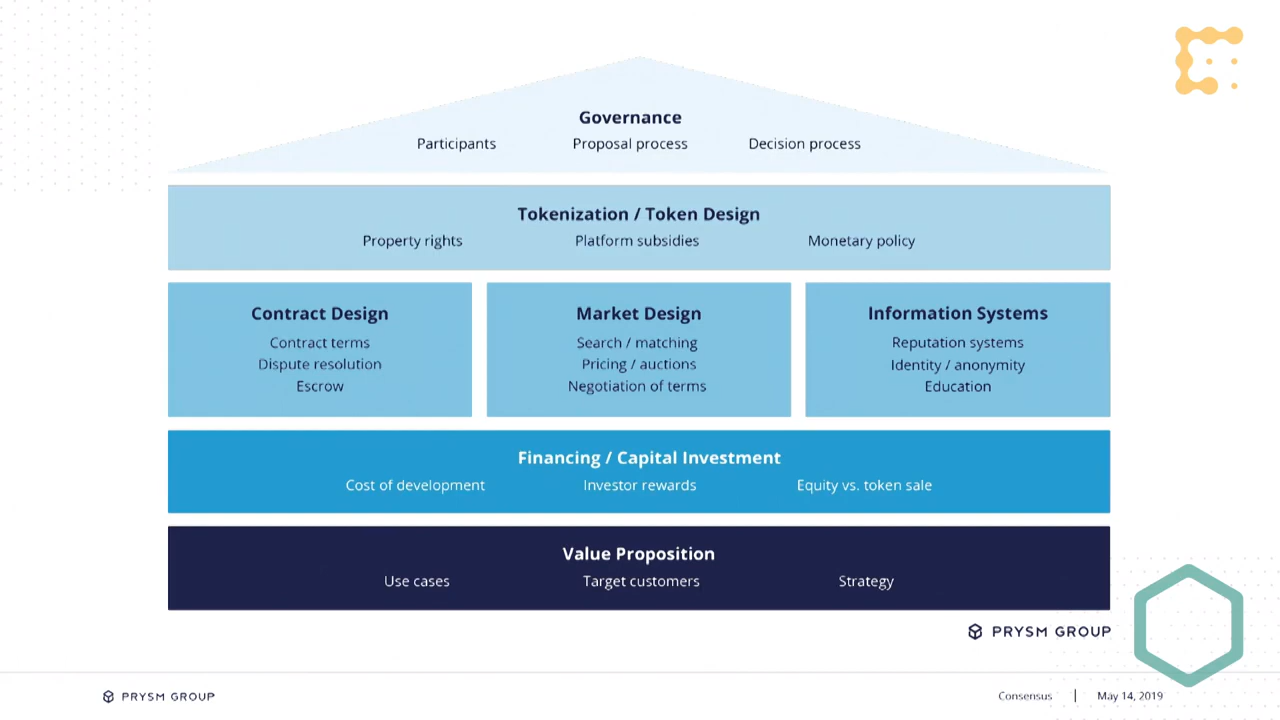 Governance
Participants Proposal process Decision process
Tokenization / Token Design
Property rights Platform subsidies Monetary policy
Contract Design
Contract terms
Dispute resolution
Escrow
Market Design
Search / matching
Pricing / auctions
Negotiation of terms
Information Systems
Reputation systems
Identity / anonymity
Education
Financing / Capital Investment
Cost of development Investor rewards Equity vs. token sale
Value Proposition
Use cases Target customers Strategy
PRYSM GROUP
PRYSM GROUP
Consensus | May 14, 2019